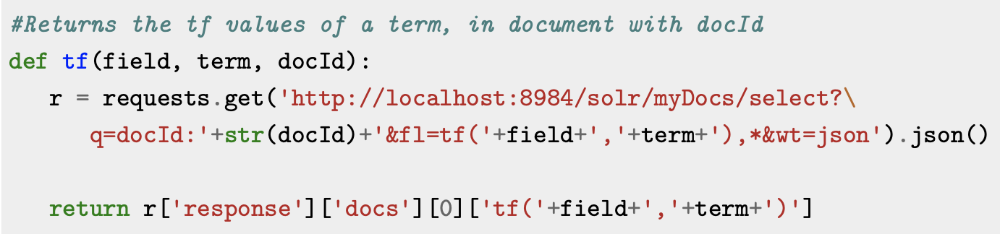 #Returns the tf values of a term, in document with docId
def tf(field, term, docId):
r = requests.get('http://localhost:8984/solr/myDocs/select?\
q=docId:'+str(docId)+'&fl=tf('+field+','+term+'),*&wt=json').json()
return r['response']['docs'][0]['tf('+field+','+term+')']